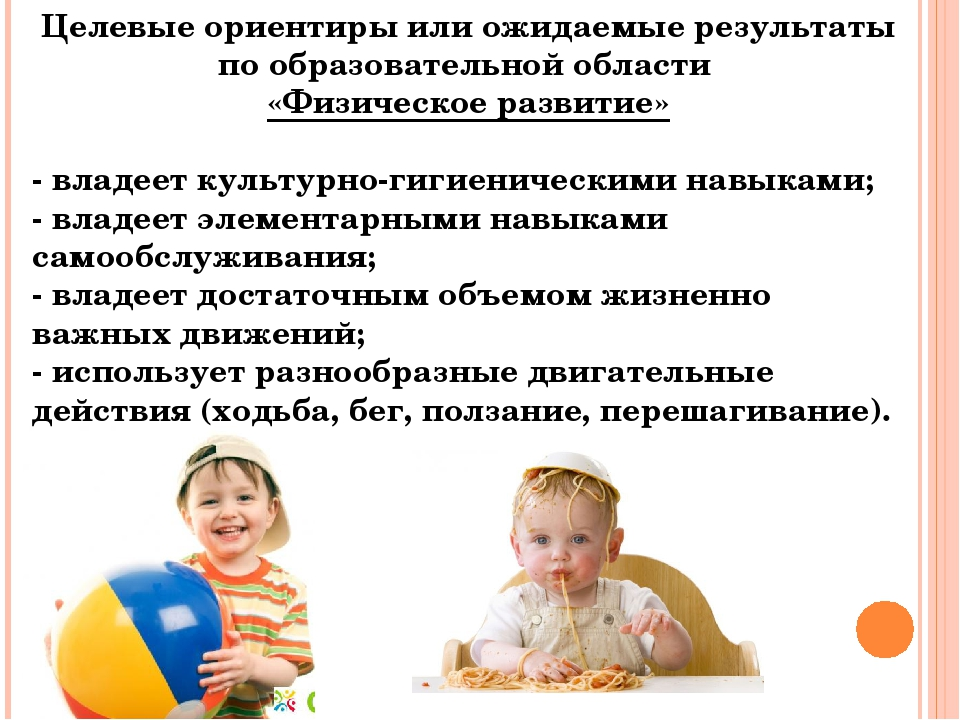 Целевые ориентиры или ожидаемые результаты
по образовательной области
«Физическое развитие»
- владеет культурно-гигиеническими навыками;
- владеет элементарными навыками
самообслуживания;
- владеет достаточным объемом жизненно
важных движений;
- использует разнообразные двигательные
действия (ходьба, бег, ползание, перешагивание).